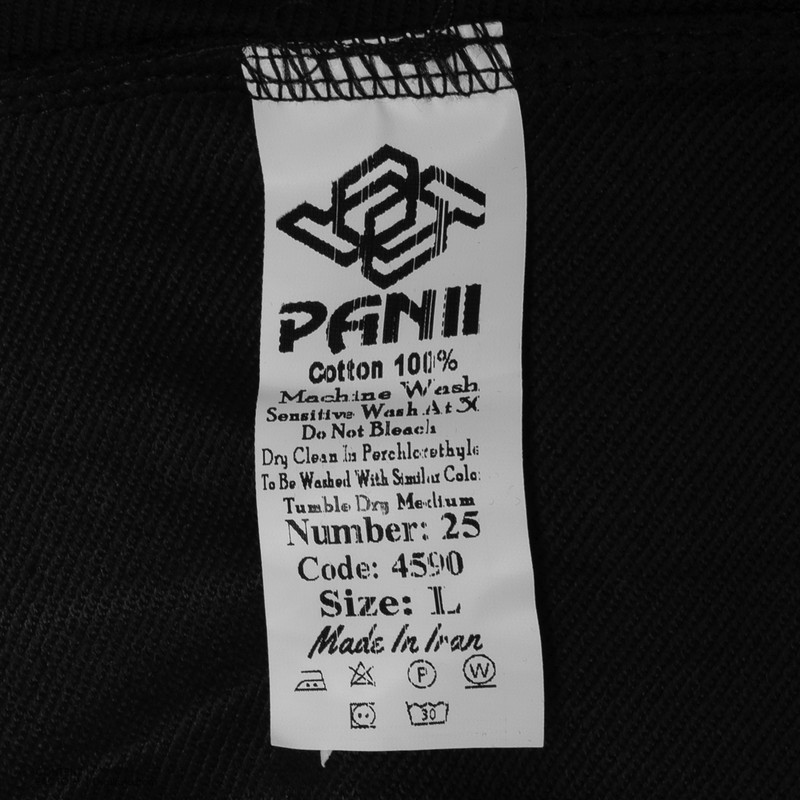 PANII
Cotton 100%
Machine Wash
Sensitive Wash At 30
Do Not Bleach
Dry Clean In Perchlorethyle
To Be Washed With Similar Color
Tumble Dry Medium
Number: 25
Code: 4590
Size: L
Made In Iran
P W
30